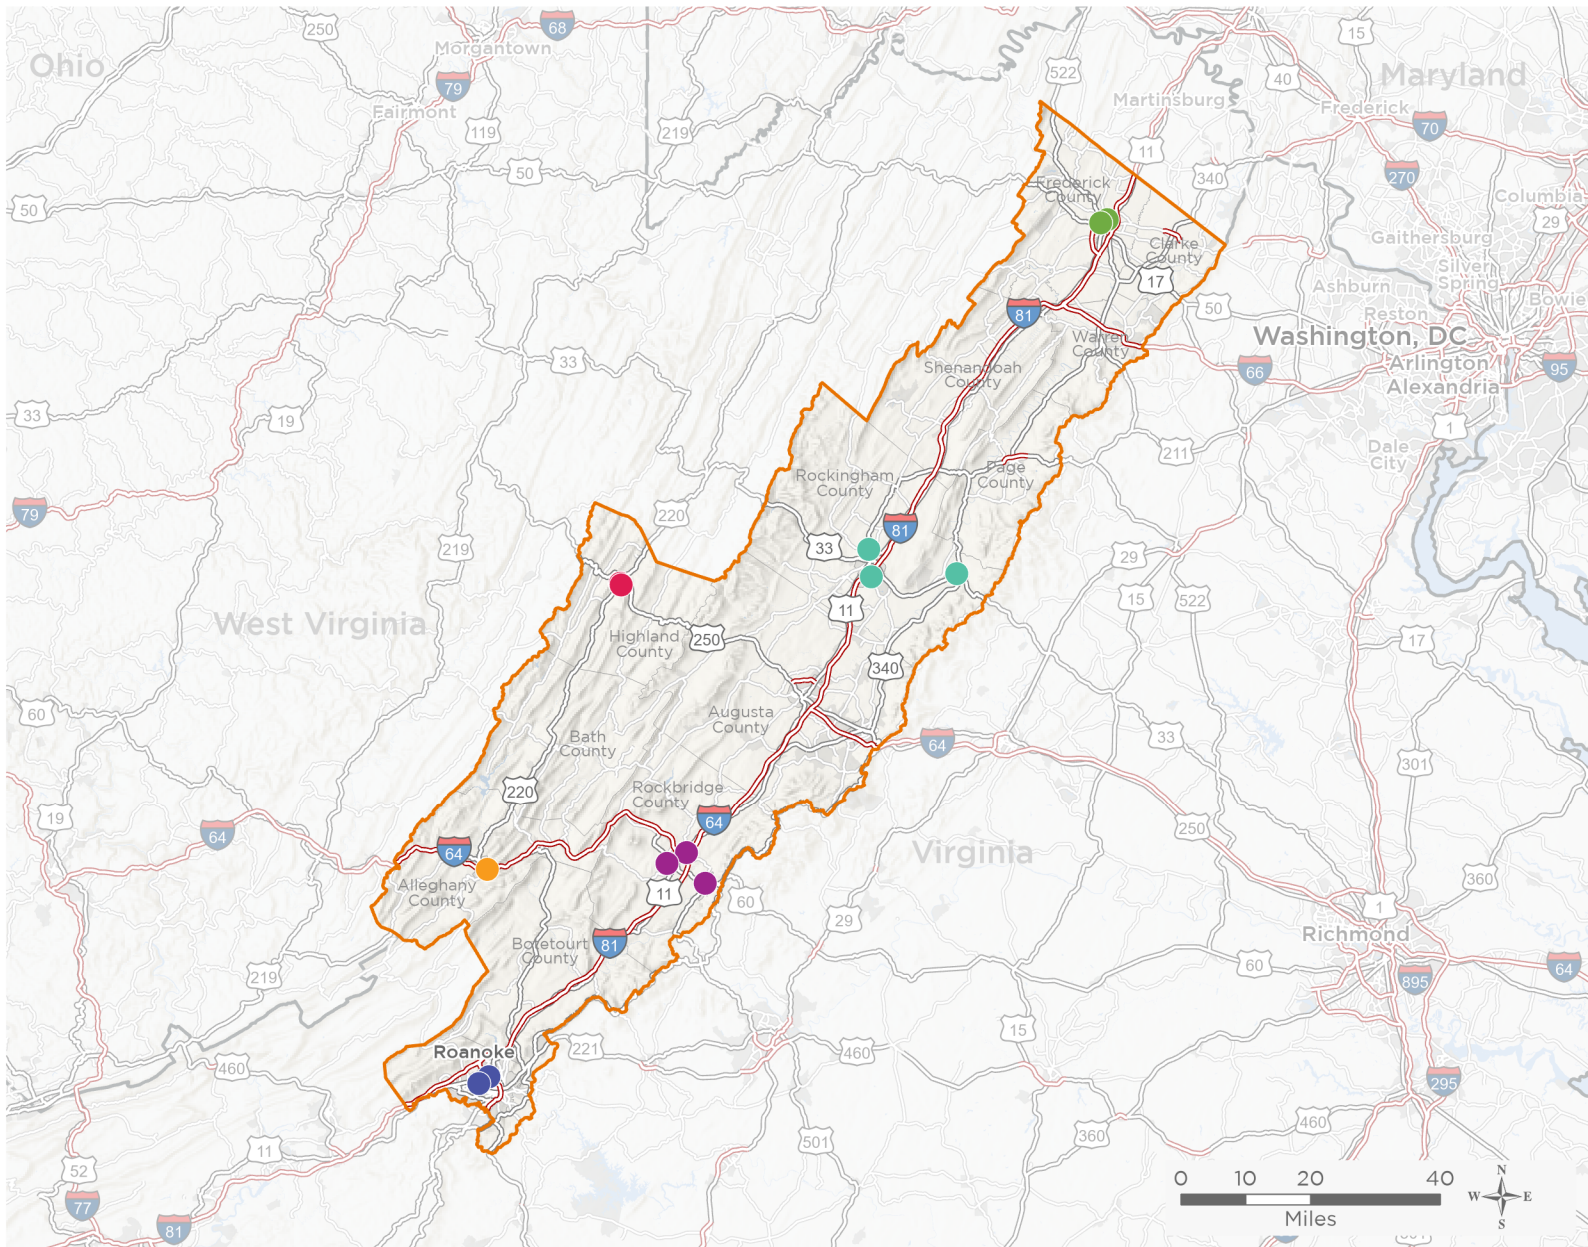 68
250
15
Ohio
Morgantown
522
Maryland
40
79
Martinsburg
Frederick
Fairmont
70
119
219
11
50
270
340
Frederick
County
Columbia
50
29
Gaithersburg
Clarke
County
Silver
Spring
17
Ashburn
Bowie
50
Reston
81
Washington, DC
Warren
County
33
Arlington
66
95
Shenandoah
County
Alexandria
33
19
1
Dale
City
211
Page
County
Rockingham
County
79
220
81
219
33
29
15
522
11
West Virginia
Highland
County
250
17
340
60
Augusta
County
33
Bath
County
64
301
220
Rockbridge
County
19
64
64
250
64
Virginia
360
Alleghany
County
11
60
1
29
Richmond
81
Botetourt
County
60
64
219
895
15
Roanoke
221
460
460
295
460
501
360
11
52
0
10
20
40
N
77
W
E
81
Miles
S